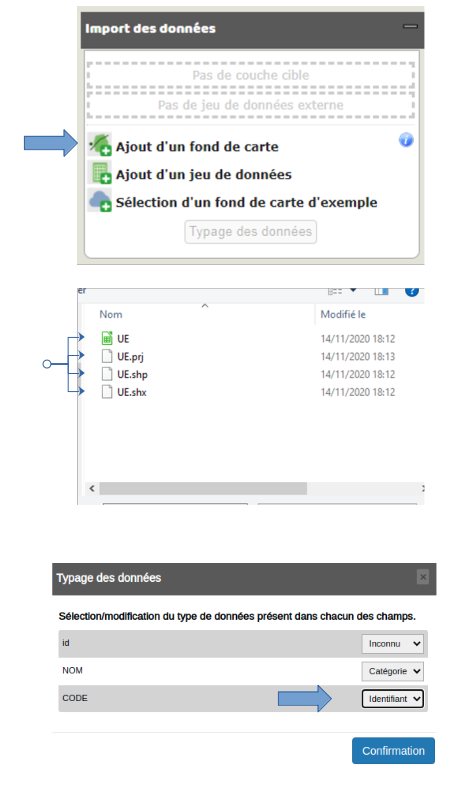 Import des données
Pas de couche cible
Pas de jeu de données externe
Ajout d'un fond de carte
Ajout d'un jeu de données
Sélection d'un fond de carte d'exemple
Typage des données
er
Nom Modifié le
UE 14/11/2020 18:12
UE.prj 14/11/2020 18:13
UE.shp 14/11/2020 18:12
UE.shx 14/11/2020 18:12
Typage des données
Sélection/modification du type de données présent dans chacun des champs.
id Inconnu
NOM Catégorie
CODE Identifiant
Confirmation